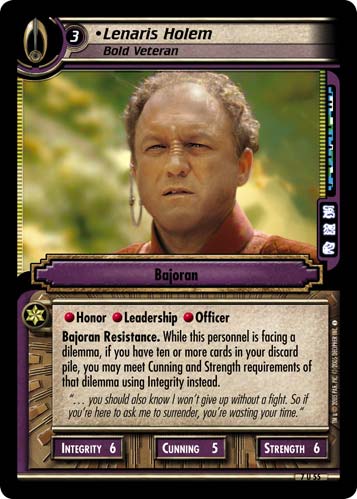 3
•Lenaris Holem
Bold Veteran
Bajoran
Honor Leadership Officer
Bajoran Resistance. While this personnel is facing a
dilemma, if you have ten or more cards in your discard
pile, you may meet Cunning and Strength requirements of
that dilemma using Integrity instead.
“… you should also know I won't give up without a fight. So if
you're here to ask me to surrender, you're wasting your time.”
INTEGRITY 6 CUNNING 5 STRENGTH 6
7 U 55